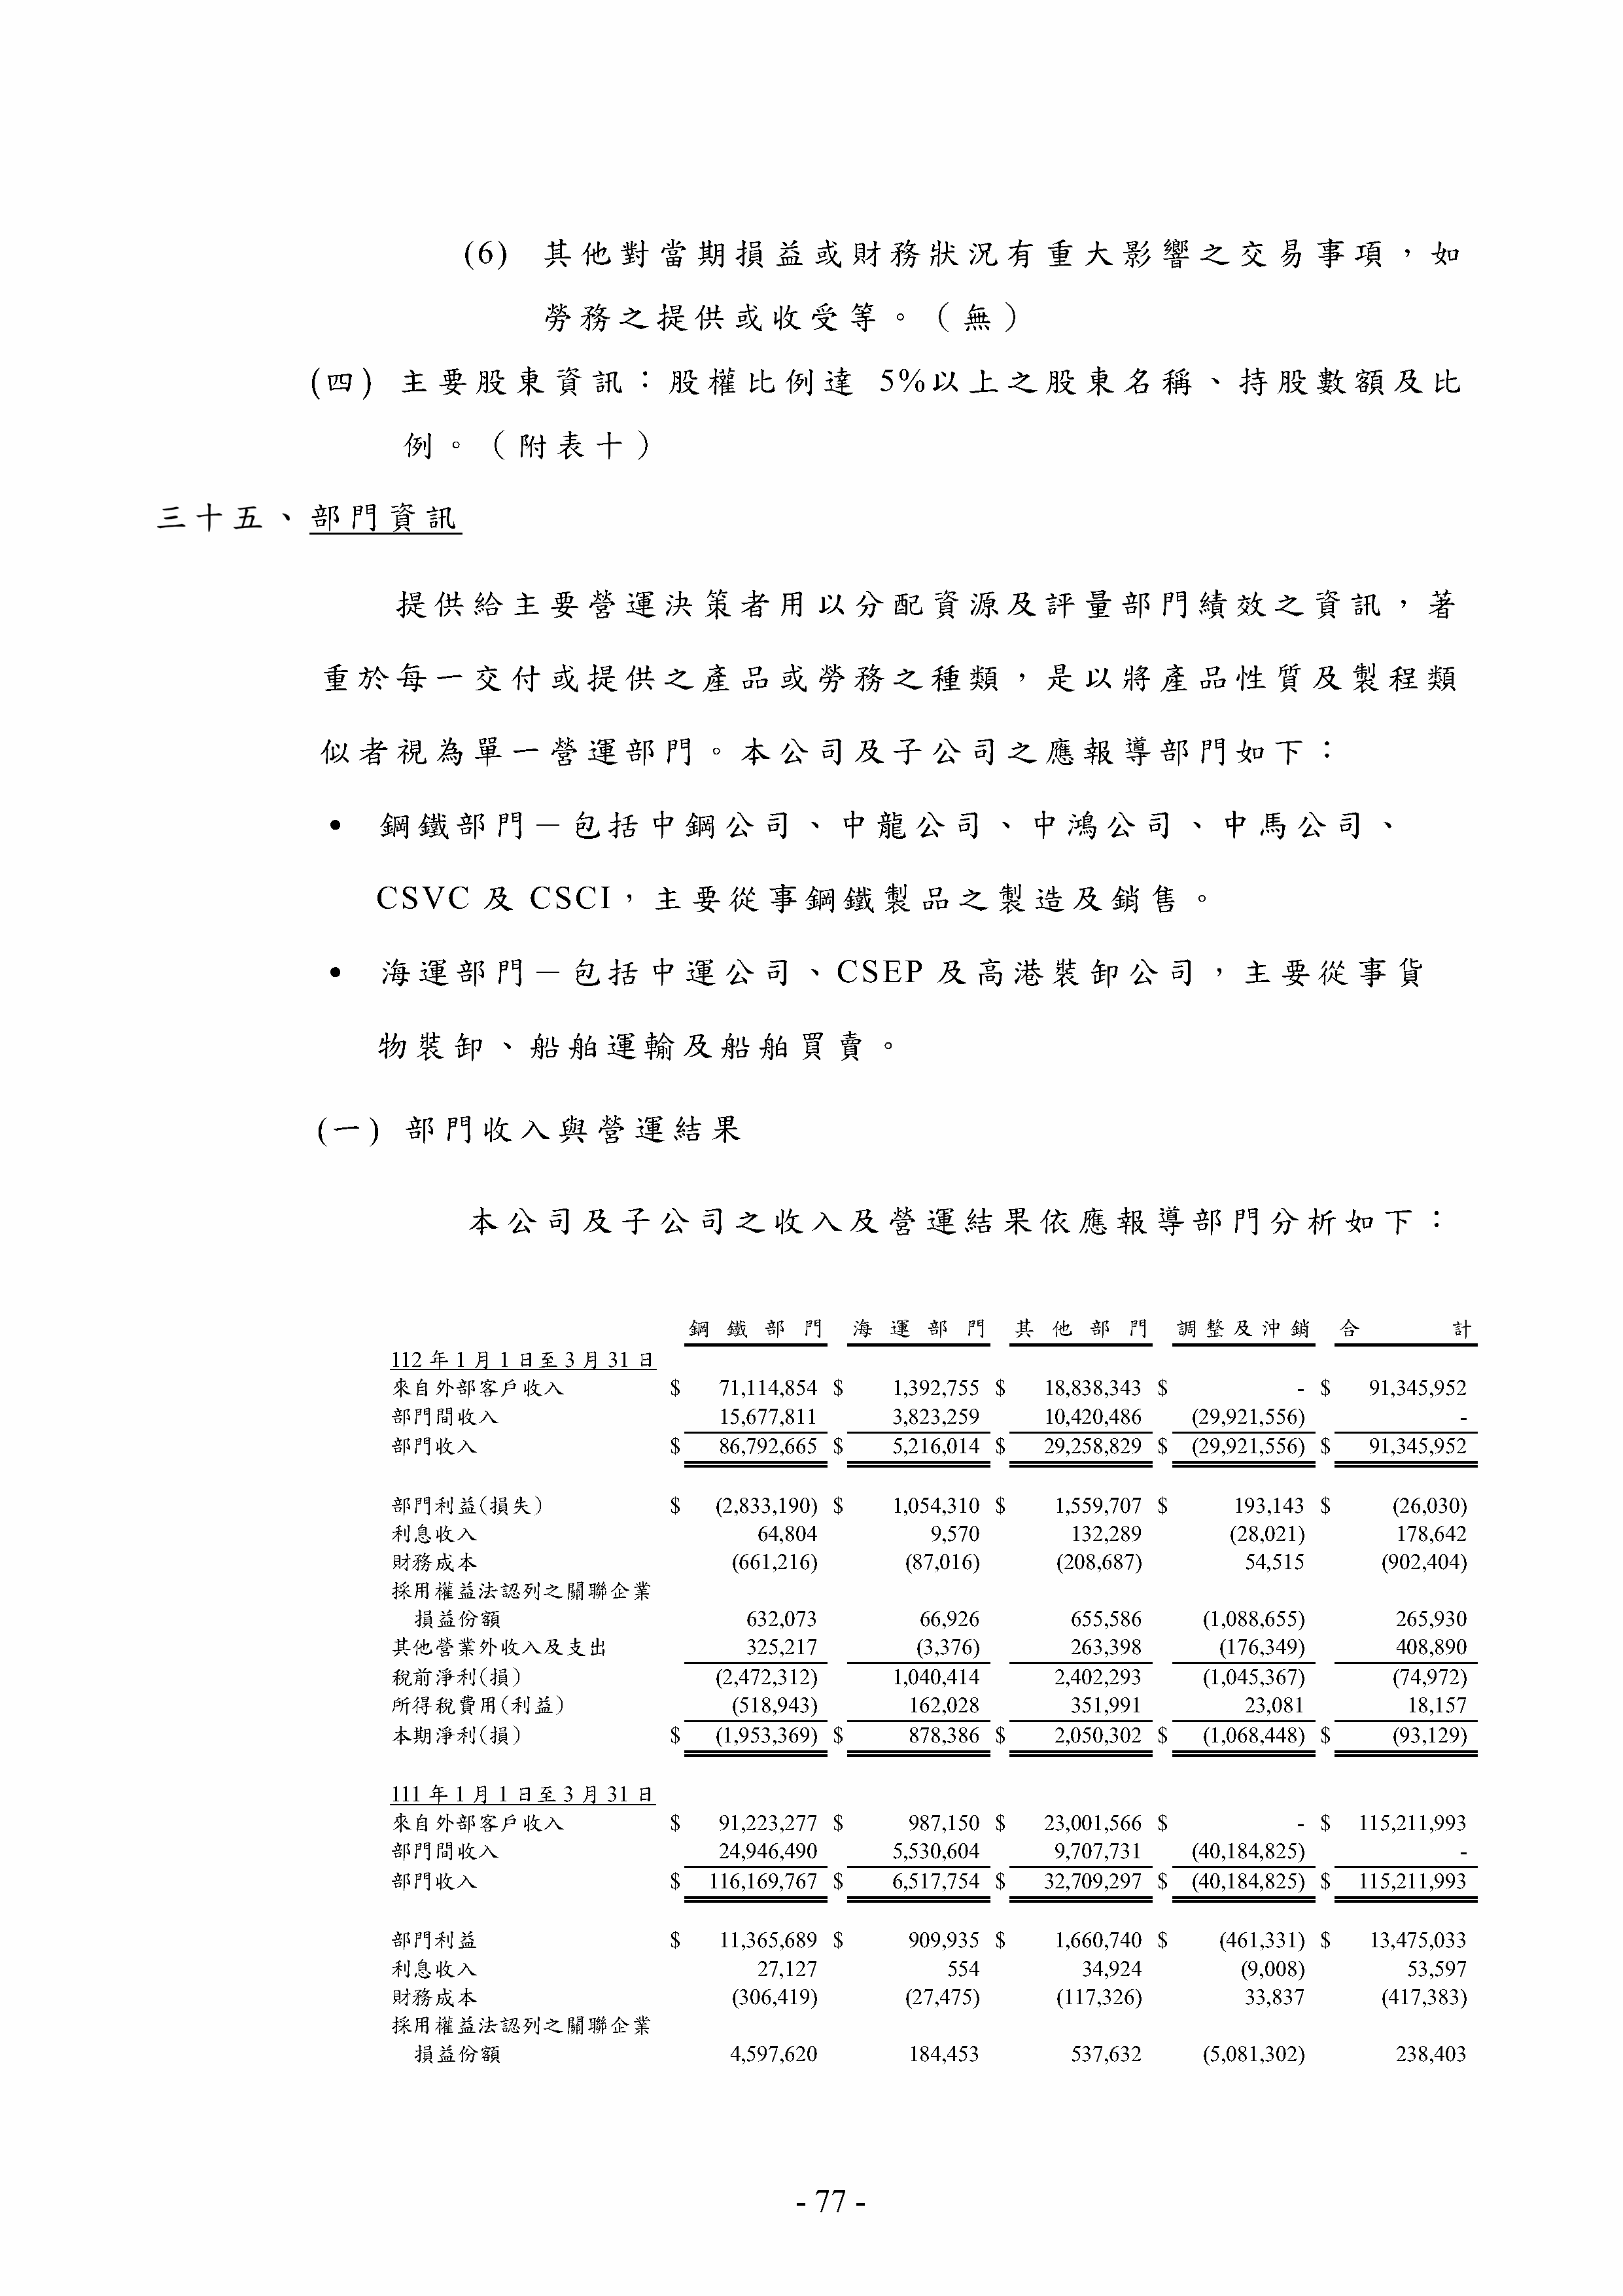 (6) 其他對當期損益或財務狀況有重大影響之交易事項，如
勞務之提供或收受等。（無）
(四) 主要股東資訊：股權比例達 5%以上之股東名稱、持股數額及比
例。（附表十）
三十五、部門資訊
提供給主要營運決策者用以分配資源及評量部門績效之資訊，著
重於每一交付或提供之產品或勞務之種類，是以將產品性質及製程類
似者視為單一營運部門。本公司及子公司之應報導部門如下：
• 鋼鐵部門－包括中鋼公司、中龍公司、中鴻公司、中馬公司、
CSVC 及 CSCI，主要從事鋼鐵製品之製造及銷售。
• 海運部門－包括中運公司、CSEP 及高港裝卸公司，主要從事貨
物裝卸、船舶運輸及船舶買賣。
(一) 部門收入與營運結果
本公司及子公司之收入及營運結果依應報導部門分析如下：
鋼鐵部門 海運部門 其他部門 調整及沖銷 合計
112 年 1 月 1 日至 3 月 31 日
來自外部客戶收入 $ 71,114,854 $ 1,392,755 $ 18,838,343 $ - $ 91,345,952
部門間收入 15,677,811 3,823,259 10,420,486 (29,921,556) -
部門收入 $ 86,792,665 $ 5,216,014 $ 29,258,829 $ (29,921,556) $ 91,345,952
部門利益(損失) $ (2,833,190) $ 1,054,310 $ 1,559,707 $ 193,143 $ (26,030)
利息收入 64,804 9,570 132,289 (28,021) 178,642
財務成本 (661,216) (87,016) (208,687) 54,515 (902,404)
採用權益法認列之關聯企業
損益份額 632,073 66,926 655,586 (1,088,655) 265,930
其他營業外收入及支出 325,217 (3,376) 263,398 (176,349) 408,890
稅前淨利(損) (2,472,312) 1,040,414 2,402,293 (1,045,367) (74,972)
所得稅費用(利益) (518,943) 162,028 351,991 23,081 18,157
本期淨利(損) $ (1,953,369) $ 878,386 $ 2,050,302 $ (1,068,448) $ (93,129)
111 年 1 月 1 日至 3 月 31 日
來自外部客戶收入 $ 91,223,277 $ 987,150 $ 23,001,566 $ - $ 115,211,993
部門間收入 24,946,490 5,530,604 9,707,731 (40,184,825) -
部門收入 $ 116,169,767 $ 6,517,754 $ 32,709,297 $ (40,184,825) $ 115,211,993
部門利益 $ 11,365,689 $ 909,935 $ 1,660,740 $ (461,331) $ 13,475,033
利息收入 27,127 554 34,924 (9,008) 53,597
財務成本 (306,419) (27,475) (117,326) 33,837 (417,383)
採用權益法認列之關聯企業
損益份額 4,597,620 184,453 537,632 (5,081,302) 238,403
- 77 -